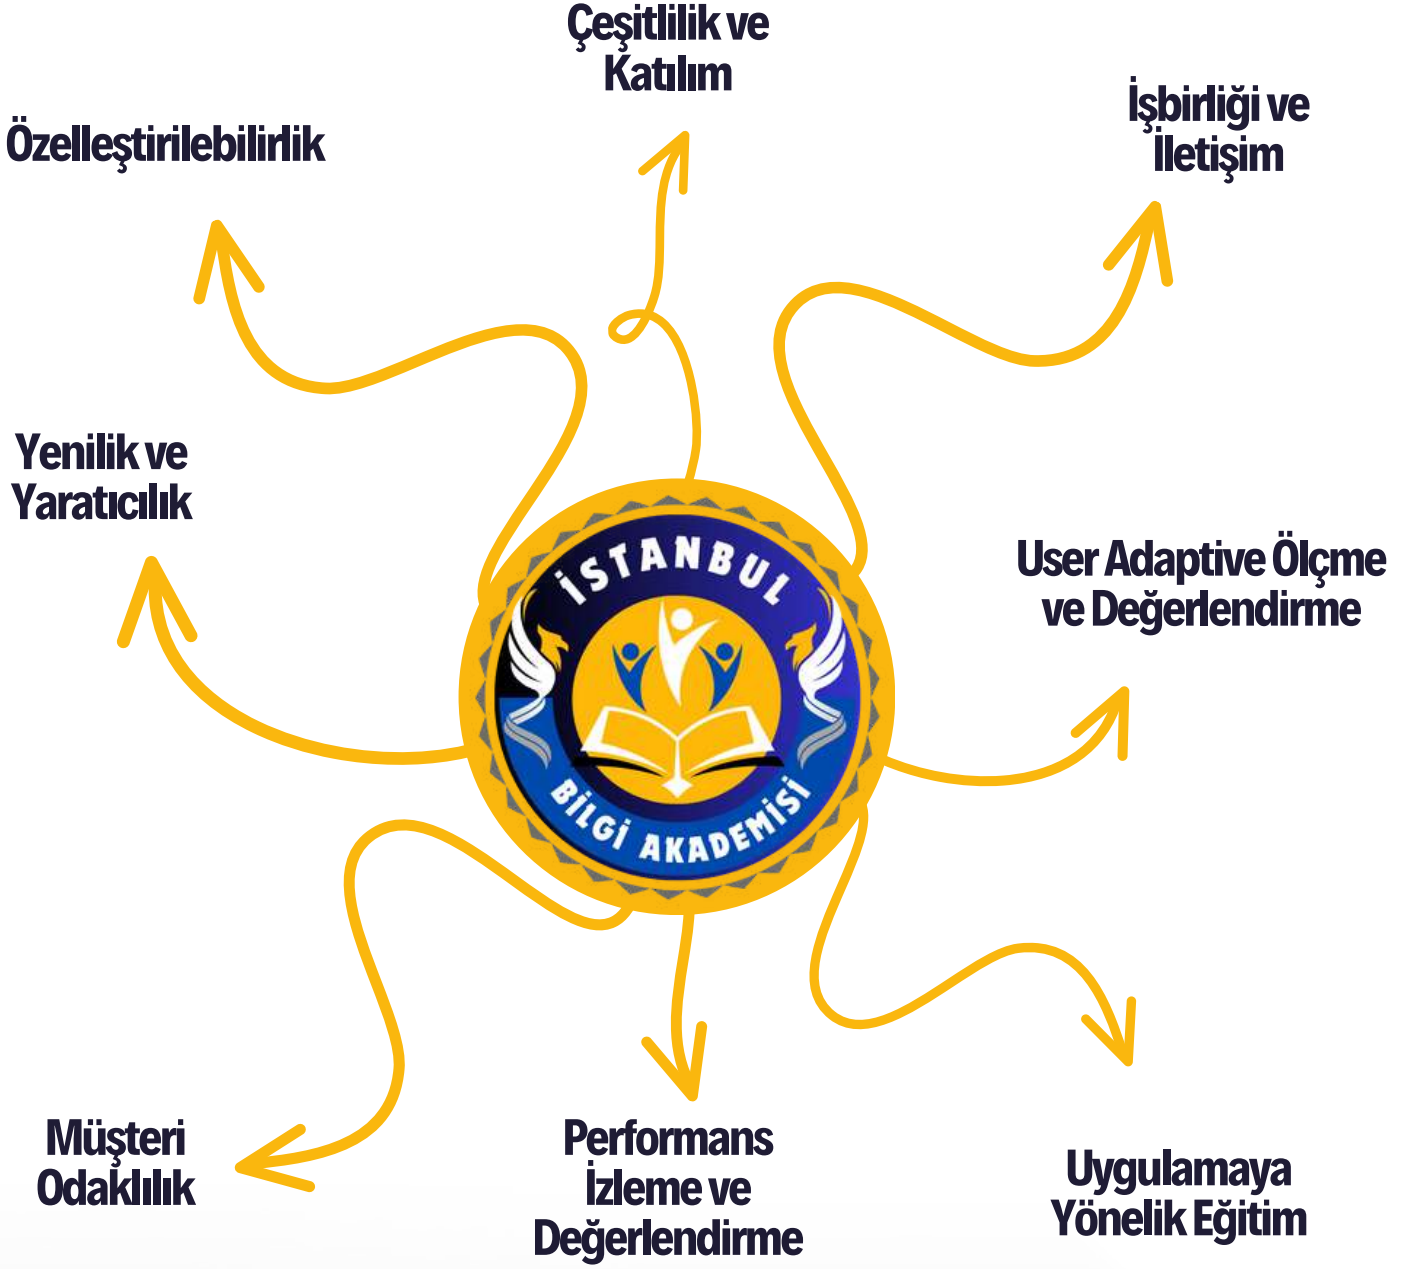 Çeşitlilik ve
Katılım
İşbirliği ve
İletişim
Özelleştirilebilirlik
Yenilik ve
Yaratıcılık
User Adaptive Ölçme
ve Değerlendirme
İSTANBUL
BİLGİ AKADEMİSİ
Müşteri
Odaklılık
Performans
İzleme ve
Değerlendirme
Uygulamaya
Yönelik Eğitim